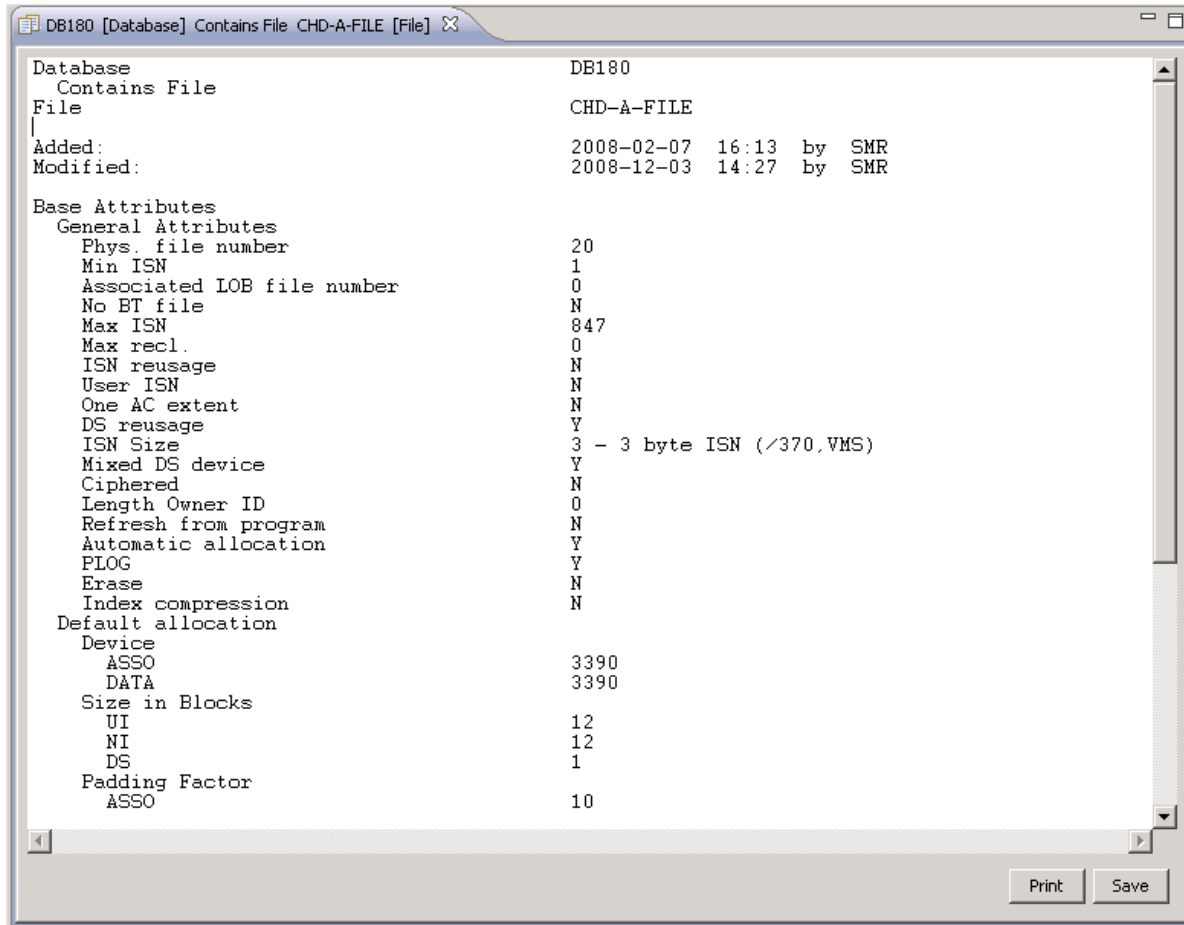 DB180 [Database] Contains File CHD-A-FILE [File]
Database DB180
Contains File
File CHD-A-FILE
Added: 2008-02-07 16:13 by SMR
Modified: 2008-12-03 14:27 by SMR
Base Attributes
General Attributes
Phys. file number 20
Min ISN 1
Associated LOB file number 0
No BT file N
Max ISN 847
Max recl. 0
ISN reusage N
User ISN N
One AC extent N
DS reusage Y
ISN Size 3 - 3 byte ISN (/370,VMS)
Mixed DS device Y
Ciphered N
Length Owner ID 0
Refresh from program N
Automatic allocation Y
PLOG Y
Erase N
Index compression N
Default allocation
Device
ASSO 3390
DATA 3390
Size in Blocks
UI 12
NI 12
DS 1
Padding Factor
ASSO 10
Print Save